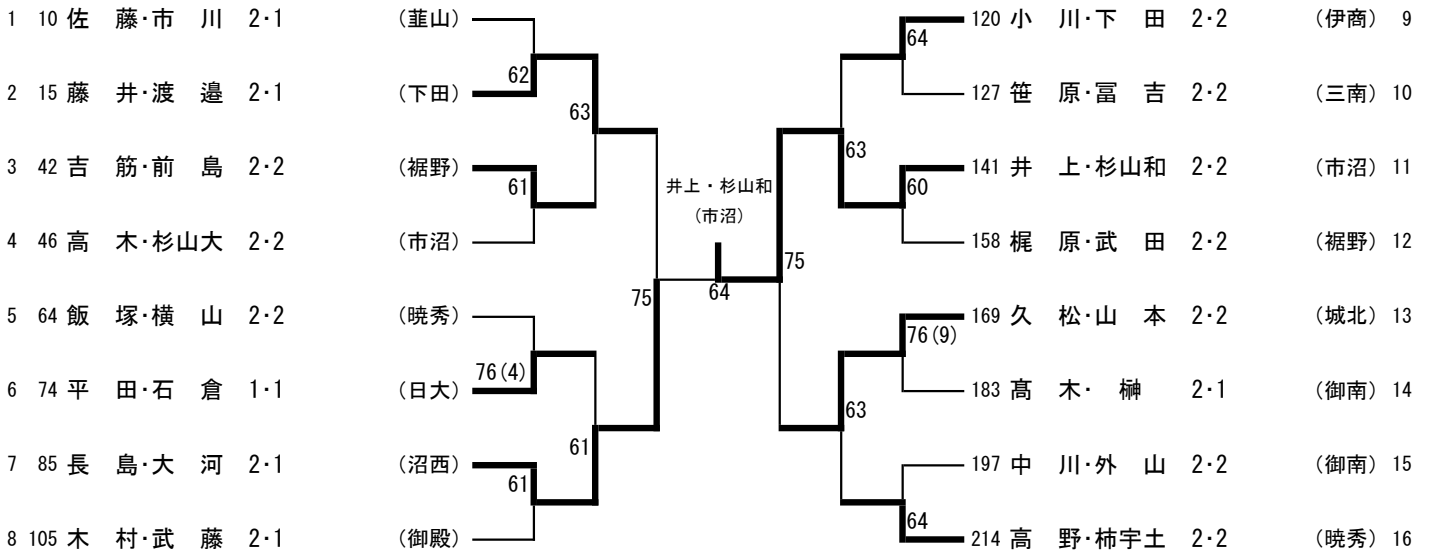 1 10 佐 藤・市 川 2・1 (韮山) 120 小 川・下 田 2・2 (伊商) 9
64
62
2 15 藤 井・渡 邉 2・1 (下田) 127 笹 原・冨 吉 2・2 (三南) 10
63
63
3 42 吉 筋・前 島 2・2 (裾野) 141 井 上・杉山和 2・2 (市沼) 11
61 井上・杉山和 60
(市沼)
4 46 高 木・杉山大 2・2 (市沼) 158 梶 原・武 田 2・2 (裾野) 12
75
75 64
5 64 飯 塚・横 山 2・2 (暁秀) 169 久 松・山 本 2・2 (城北) 13
76(9)
76(4)
6 74 平 田・石 倉 1・1 (日大) 183 髙 木・ 榊 2・1 (御南) 14
63
61
7 85 長 島・大 河 2・1 (沼西) 197 中 川・外 山 2・2 (御南) 15
61
64
8 105 木 村・武 藤 2・1 (御殿) 214 高 野・柿宇土 2・2 (暁秀) 16